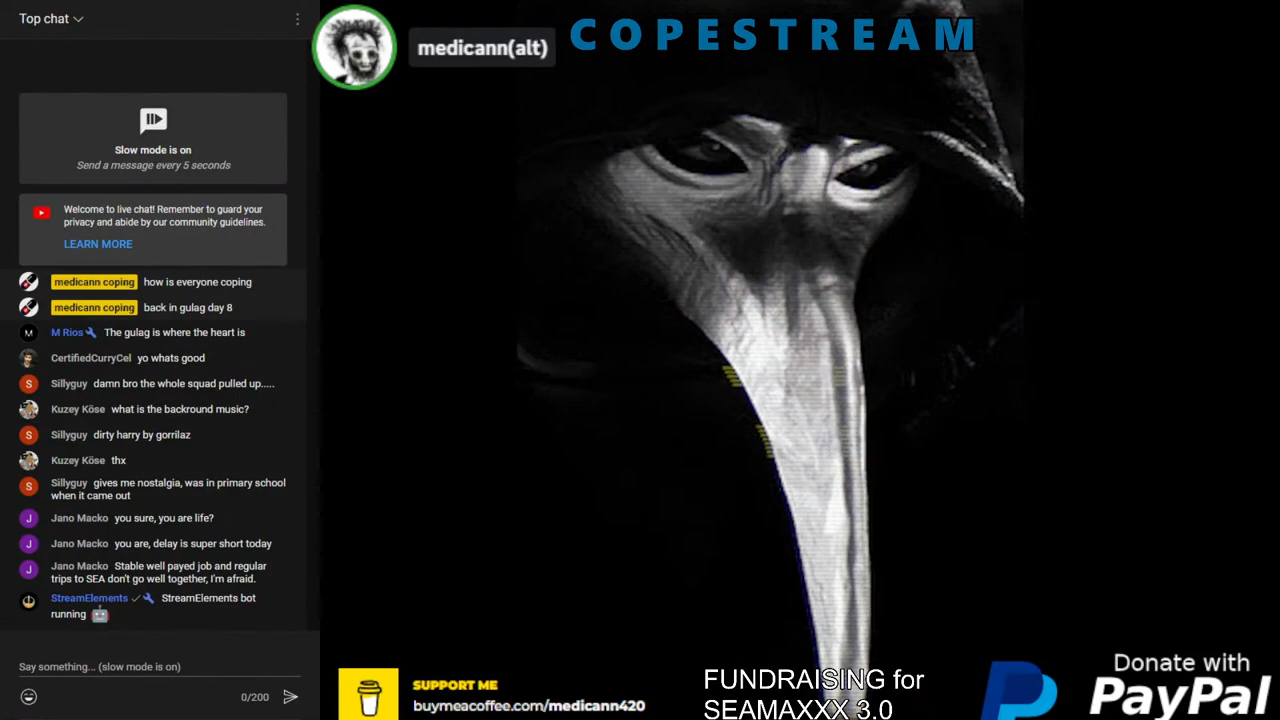 Top chat
Slow mode is on
Send a message every 5 seconds
Welcome to live chat! Remember to guard your
privacy and abide by our community guidelines.
LEARN MORE
medicann coping how is everyone coping
medicann coping back in gulag day 8
M M Rios The gulag is where the heart is
CertifiedCurryCel yo whats good
S Sillyguy damn bro the whole squad pulled up.....
Kuzey Köse what is the backround music?
S Sillyguy dirty harry by gorrilaz
Kuzey Köse thx
S Sillyguy gives me nostalgia, was in primary school
when it came out
J Jano Macho you sure, you are life?
J Jano Macho you are, delay is super short today
J Jano Macho Stable well payed job and regular
trips to SEA don't go well together, I'm afraid.
StreamElements StreamElements bot
running
Say something... (slow mode is on)
0/200
medicann(alt)
COPESTREAM
SUPPORT ME
buymeacoffee.com/medicann420
FUNDRAISING for
SEAMAXXX 3.0
Donate with
PayPal